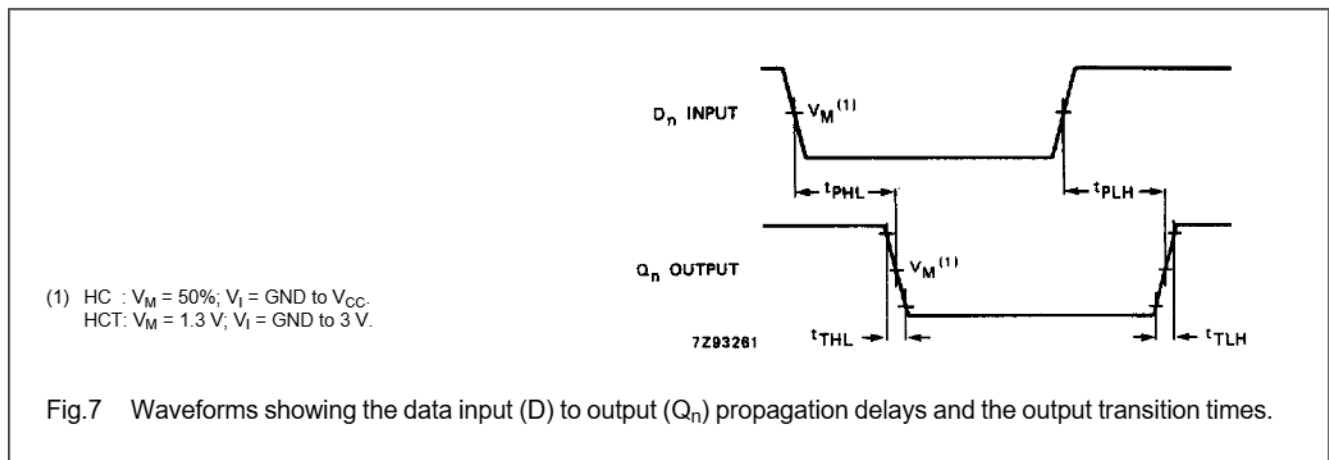 Dn INPUT
VM(1)
tPHL
tPLH
Qn OUTPUT
VM(1)
(1) HC : VM = 50%; VI = GND to VCC.
HCT: VM = 1.3 V; VI = GND to 3 V.
7Z93261
tTHL
tTLH
Fig.7 Waveforms showing the data input (D) to output (Qn) propagation delays and the output transition times.